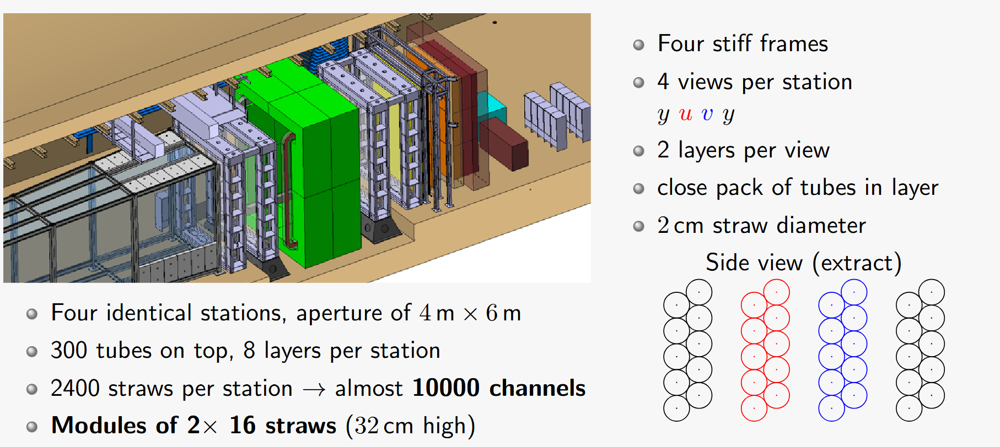 Four stiff frames
4 views per station
y u v y
2 layers per view
close pack of tubes in layer
2 cm straw diameter
Side view (extract)
Four identical stations, aperture of 4 m × 6 m
300 tubes on top, 8 layers per station
2400 straws per station → almost 10000 channels
Modules of 2× 16 straws (32 cm high)